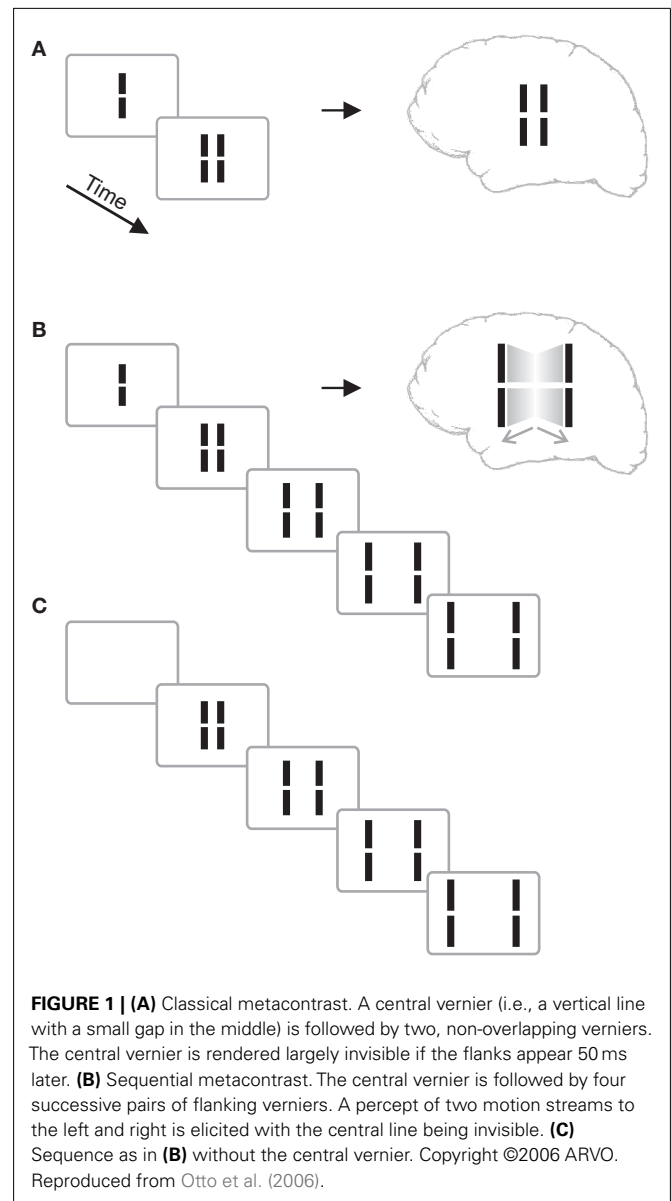 A
Time
B
C
FIGURE 1 | (A) Classical metacontrast. A central vernier (i.e., a vertical line
with a small gap in the middle) is followed by two, non-overlapping verniers.
The central vernier is rendered largely invisible if the flanks appear 50 ms
later. (B) Sequential metacontrast. The central vernier is followed by four
successive pairs of flanking verniers. A percept of two motion streams to
the left and right is elicited with the central line being invisible. (C)
Sequence as in (B) without the central vernier. Copyright ©2006 ARVO.
Reproduced from Otto et al. (2006).